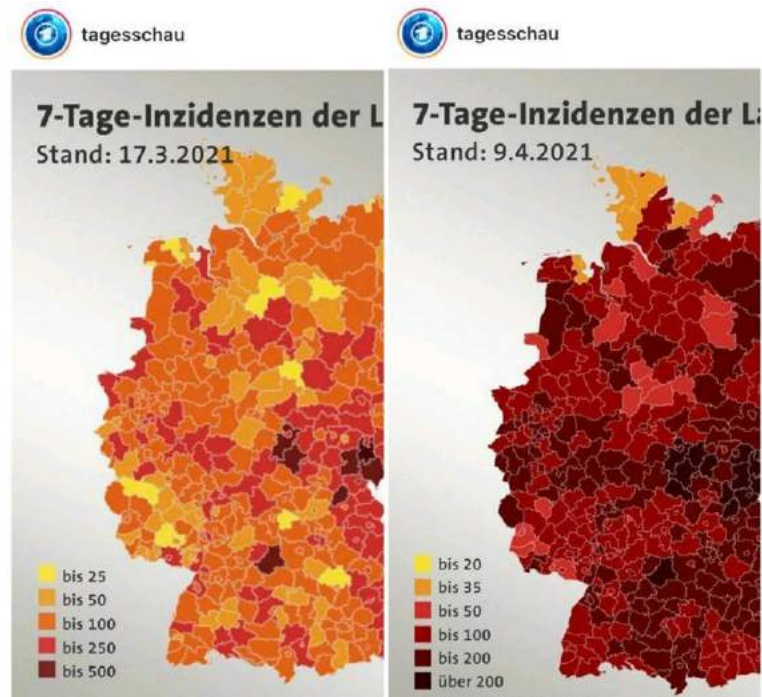 tagesschau
7-Tage-Inzidenzen der L
Stand: 17.3.2021
bis 25
bis 50
bis 100
bis 250
bis 500
tagesschau
7-Tage-Inzidenzen der La
Stand: 9.4.2021
bis 20
bis 35
bis 50
bis 100
bis 200
über 200